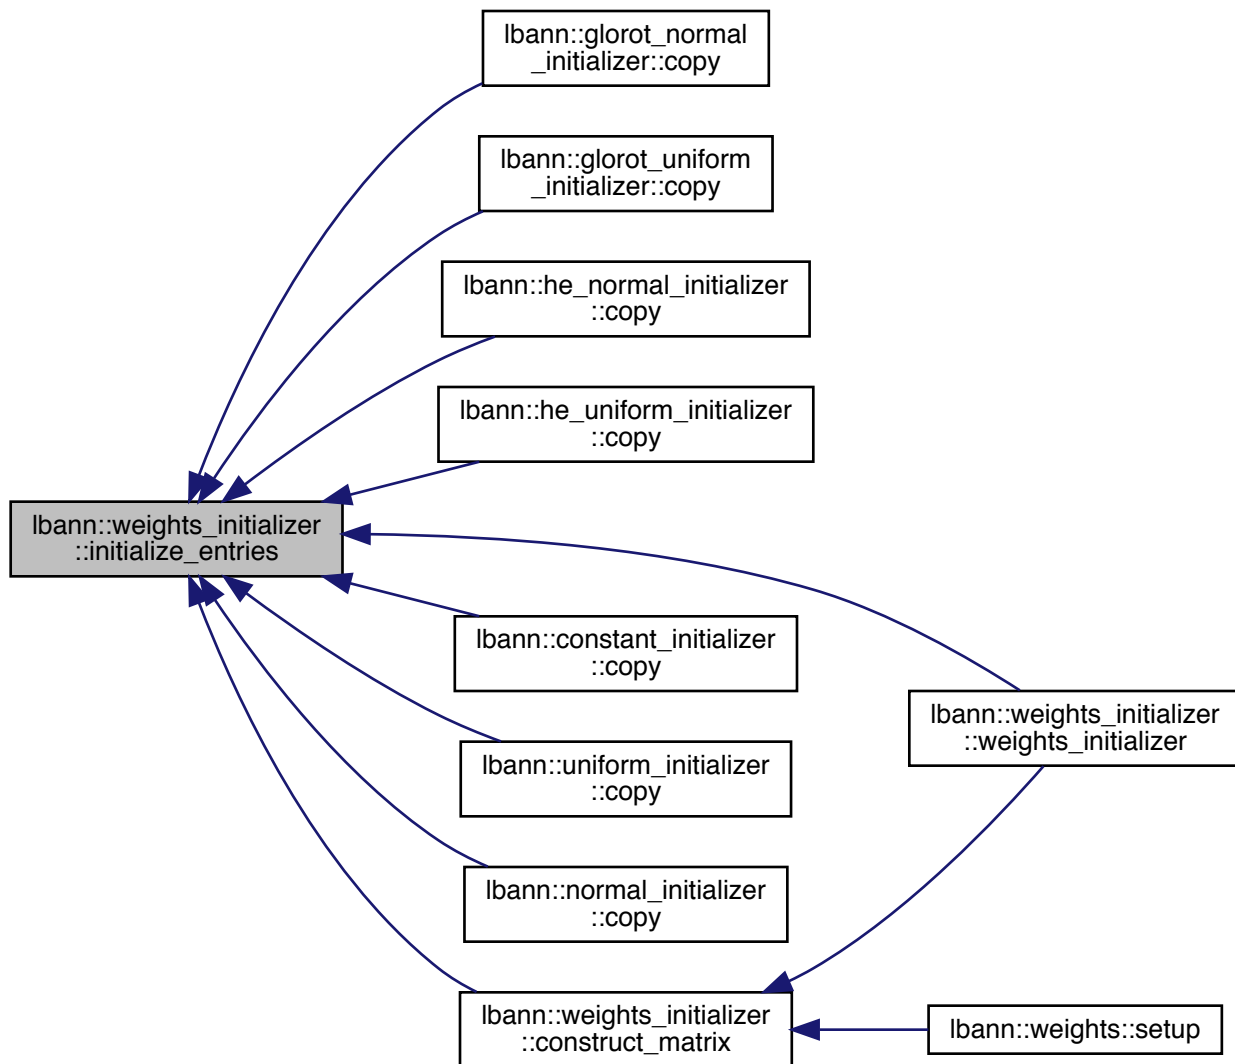 lbann::glorot_normal
_initializer::copy
lbann::glorot_uniform
_initializer::copy
lbann::he_normal_initializer
::copy
lbann::he_uniform_initializer
::copy
lbann::weights_initializer
::initialize_entries
lbann::constant_initializer
::copy
lbann::uniform_initializer
::copy
lbann::weights_initializer
::weights_initializer
lbann::normal_initializer
::copy
lbann::weights_initializer
::construct_matrix
lbann::weights::setup